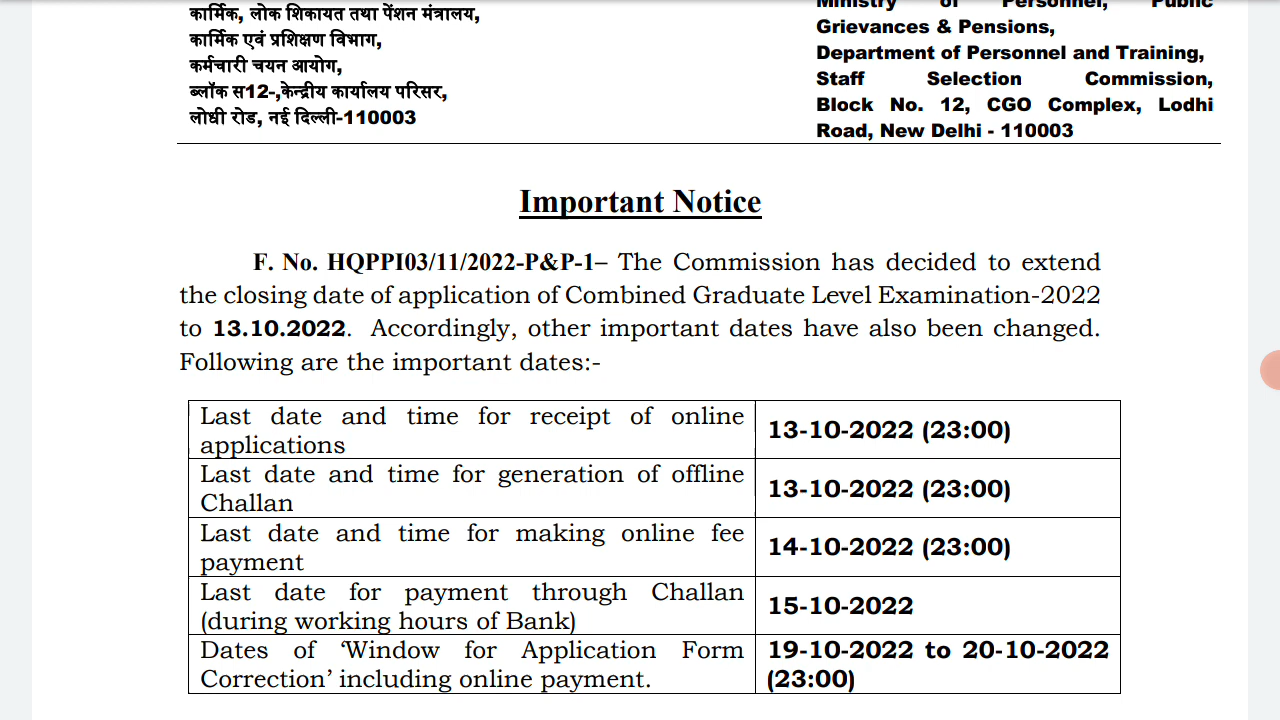 कार्मिक, लोक शिकायत तथा पेंशन मंत्रालय,
कार्मिक एवं प्रशिक्षण विभाग,
कर्मचारी चयन आयोग,
ब्लॉक स12-,केन्द्रीय कार्यालय परिसर,
लोधी रोड, नई दिल्ली-110003
Ministry of Personnel, Public
Grievances & Pensions,
Department of Personnel and Training,
Staff Selection Commission,
Block No. 12, CGO Complex, Lodhi
Road, New Delhi - 110003
Important Notice
F. No. HQPPI03/11/2022-P&P-1– The Commission has decided to extend
the closing date of application of Combined Graduate Level Examination-2022
to 13.10.2022. Accordingly, other important dates have also been changed.
Following are the important dates:-
Last date and time for receipt of online
applications
13-10-2022 (23:00)
Last date and time for generation of offline
Challan
13-10-2022 (23:00)
Last date and time for making online fee
payment
14-10-2022 (23:00)
Last date for payment through Challan
(during working hours of Bank)
15-10-2022
Dates of ‘Window for Application Form
Correction’ including online payment.
19-10-2022 to 20-10-2022
(23:00)